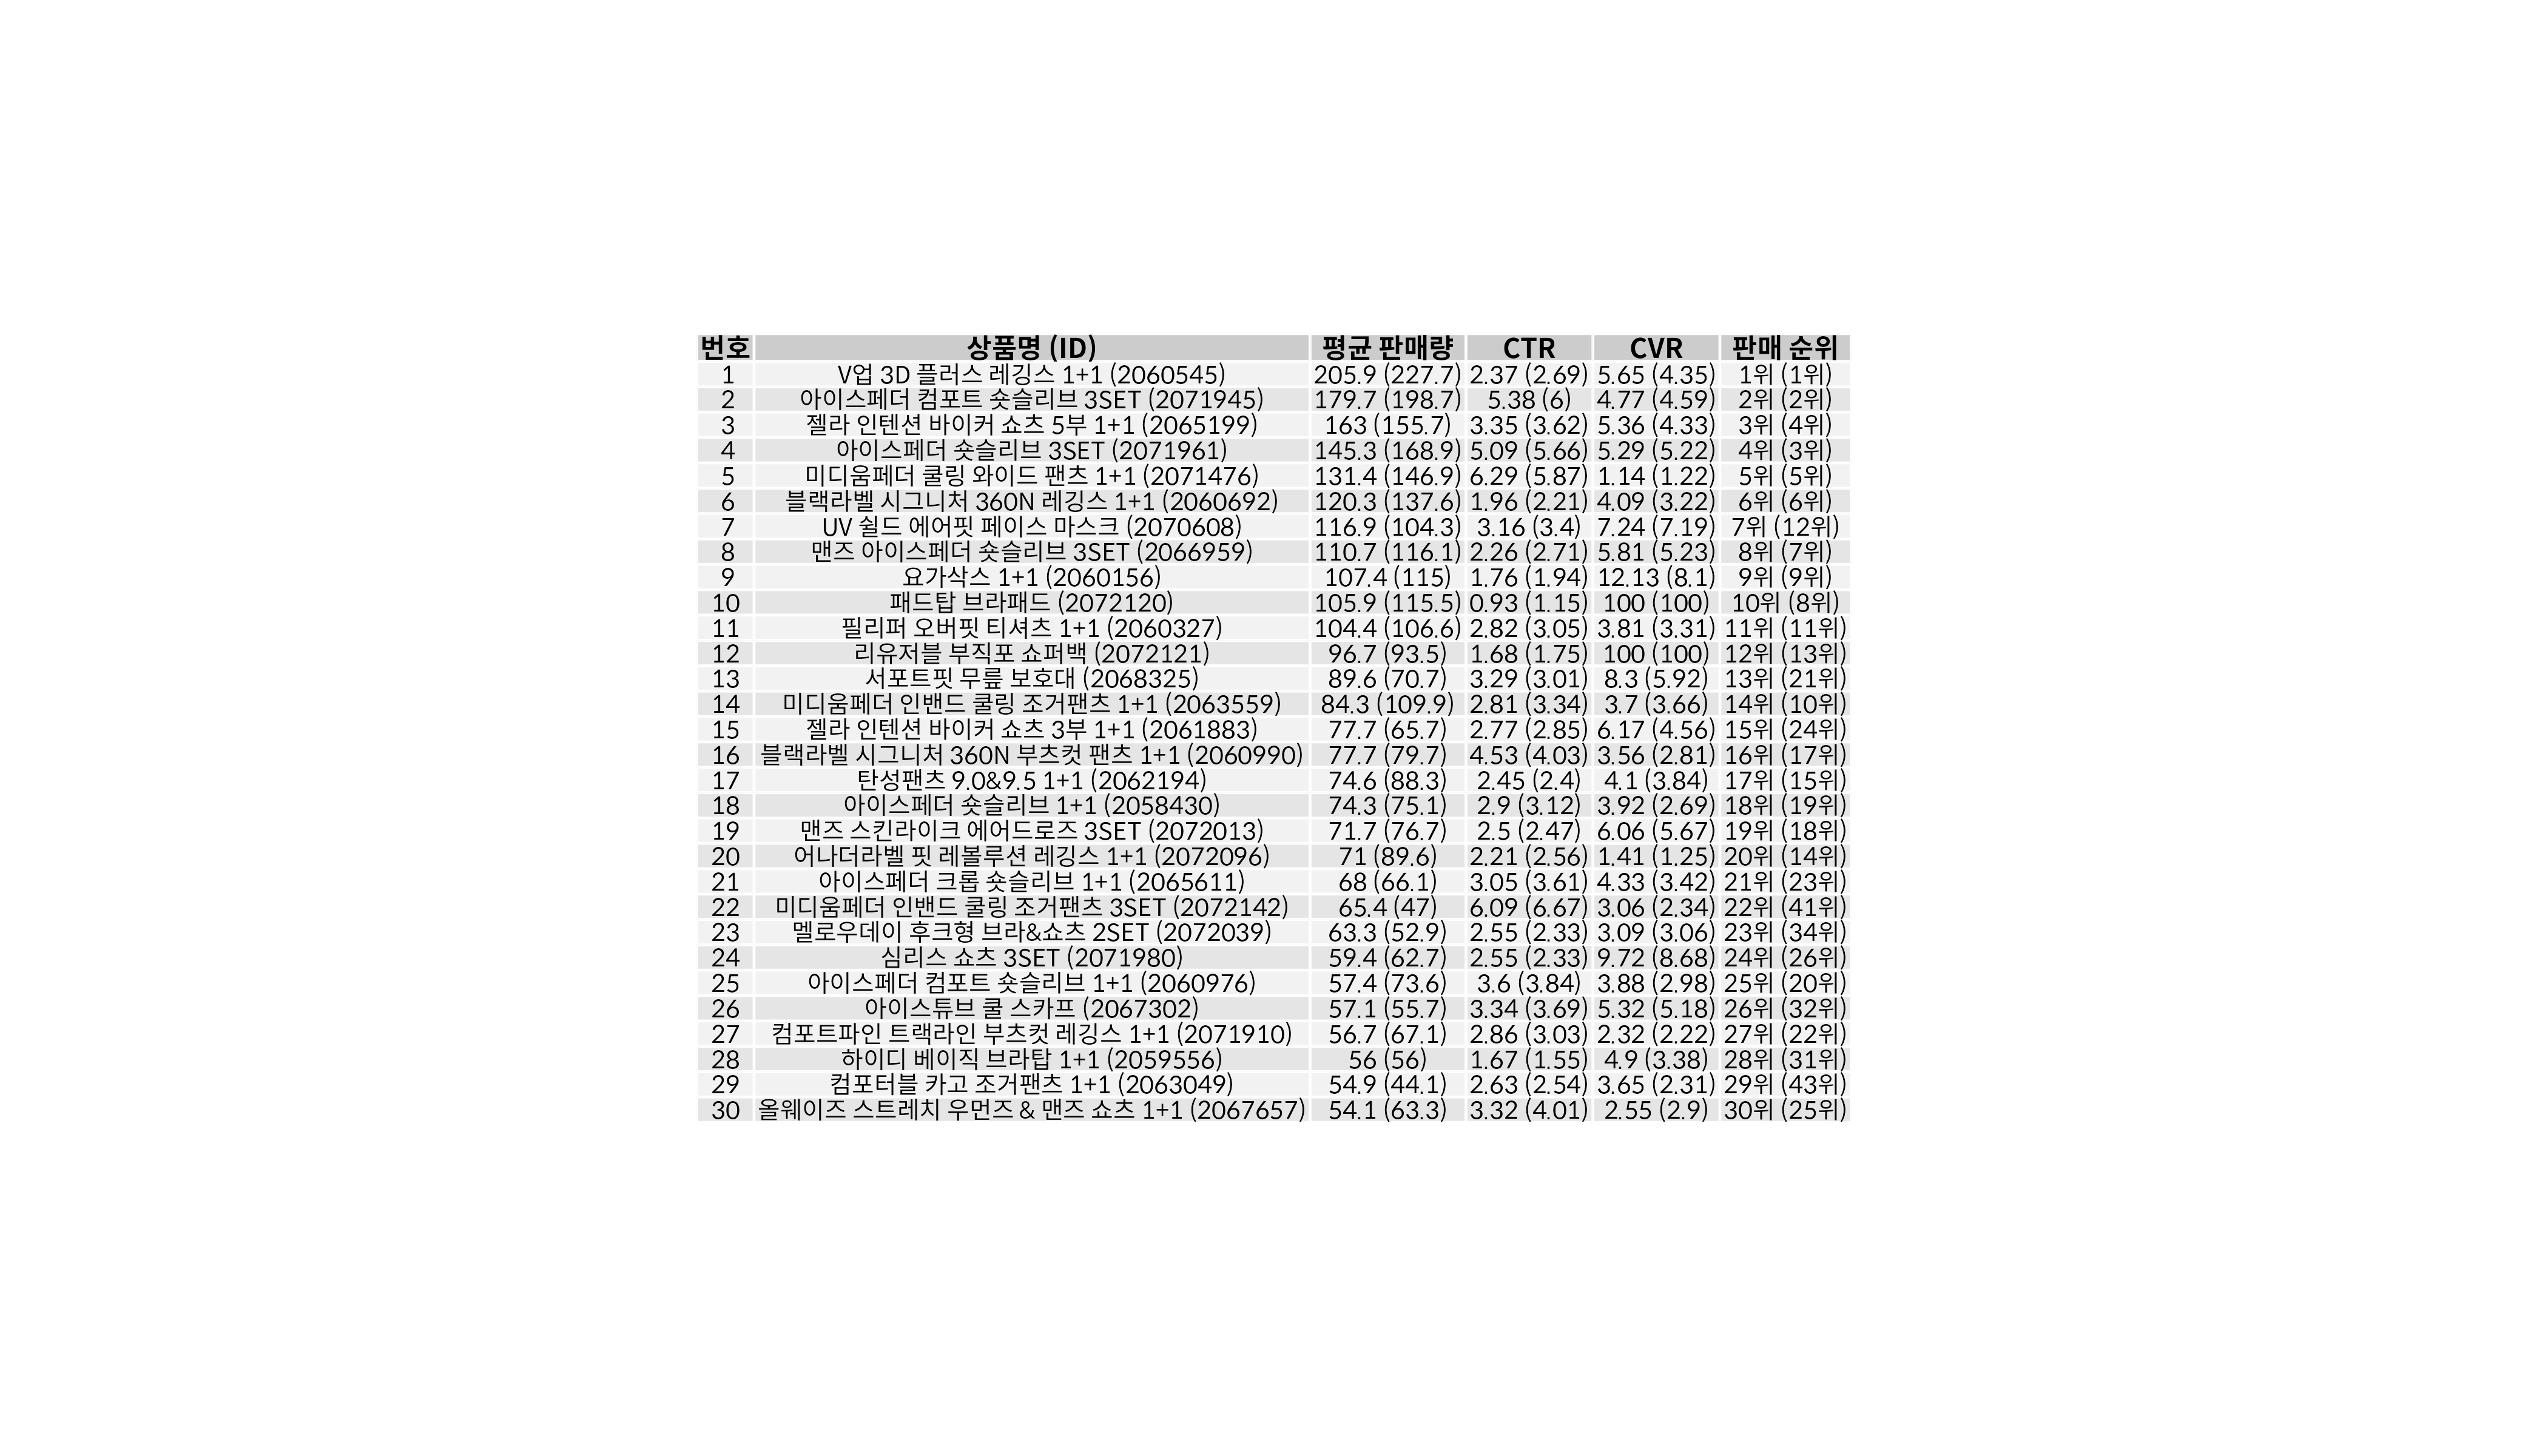 번호 상품명 (ID) 평균 판매량 CTR CVR 판매 순위
1 V업 3D 플러스 레깅스 1+1 (2060545) 205.9 (227.7) 2.37 (2.69) 5.65 (4.35) 1위 (1위)
2 아이스페더 컴포트 숏슬리브 3SET (2071945) 179.7 (198.7) 5.38 (6) 4.77 (4.59) 2위 (2위)
3 젤라 인텐션 바이커 쇼츠 5부 1+1 (2065199) 163 (155.7) 3.35 (3.62) 5.36 (4.33) 3위 (4위)
4 아이스페더 숏슬리브 3SET (2071961) 145.3 (168.9) 5.09 (5.66) 5.29 (5.22) 4위 (3위)
5 미디움페더 쿨링 와이드 팬츠 1+1 (2071476) 131.4 (146.9) 6.29 (5.87) 1.14 (1.22) 5위 (5위)
6 블랙라벨 시그니처 360N 레깅스 1+1 (2060692) 120.3 (137.6) 1.96 (2.21) 4.09 (3.22) 6위 (6위)
7 UV 쉴드 에어핏 페이스 마스크 (2070608) 116.9 (104.3) 3.16 (3.4) 7.24 (7.19) 7위 (12위)
8 맨즈 아이스페더 숏슬리브 3SET (2066959) 110.7 (116.1) 2.26 (2.71) 5.81 (5.23) 8위 (7위)
9 요가삭스 1+1 (2060156) 107.4 (115) 1.76 (1.94) 12.13 (8.1) 9위 (9위)
10 패드탑 브라패드 (2072120) 105.9 (115.5) 0.93 (1.15) 100 (100) 10위 (8위)
11 필리퍼 오버핏 티셔츠 1+1 (2060327) 104.4 (106.6) 2.82 (3.05) 3.81 (3.31) 11위 (11위)
12 리유저블 부직포 쇼퍼백 (2072121) 96.7 (93.5) 1.68 (1.75) 100 (100) 12위 (13위)
13 서포트핏 무릎 보호대 (2068325) 89.6 (70.7) 3.29 (3.01) 8.3 (5.92) 13위 (21위)
14 미디움페더 인밴드 쿨링 조거팬츠 1+1 (2063559) 84.3 (109.9) 2.81 (3.34) 3.7 (3.66) 14위 (10위)
15 젤라 인텐션 바이커 쇼츠 3부 1+1 (2061883) 77.7 (65.7) 2.77 (2.85) 6.17 (4.56) 15위 (24위)
16 블랙라벨 시그니처 360N 부츠컷 팬츠 1+1 (2060990) 77.7 (79.7) 4.53 (4.03) 3.56 (2.81) 16위 (17위)
17 탄성팬츠 9.0&9.5 1+1 (2062194) 74.6 (88.3) 2.45 (2.4) 4.1 (3.84) 17위 (15위)
18 아이스페더 숏슬리브 1+1 (2058430) 74.3 (75.1) 2.9 (3.12) 3.92 (2.69) 18위 (19위)
19 맨즈 스킨라이크 에어드로즈 3SET (2072013) 71.7 (76.7) 2.5 (2.47) 6.06 (5.67) 19위 (18위)
20 어나더라벨 핏 레볼루션 레깅스 1+1 (2072096) 71 (89.6) 2.21 (2.56) 1.41 (1.25) 20위 (14위)
21 아이스페더 크롭 숏슬리브 1+1 (2065611) 68 (66.1) 3.05 (3.61) 4.33 (3.42) 21위 (23위)
22 미디움페더 인밴드 쿨링 조거팬츠 3SET (2072142) 65.4 (47) 6.09 (6.67) 3.06 (2.34) 22위 (41위)
23 멜로우데이 후크형 브라&쇼츠 2SET (2072039) 63.3 (52.9) 2.55 (2.33) 3.09 (3.06) 23위 (34위)
24 심리스 쇼츠 3SET (2071980) 59.4 (62.7) 2.55 (2.33) 9.72 (8.68) 24위 (26위)
25 아이스페더 컴포트 숏슬리브 1+1 (2060976) 57.4 (73.6) 3.6 (3.84) 3.88 (2.98) 25위 (20위)
26 아이스튜브 쿨 스카프 (2067302) 57.1 (55.7) 3.34 (3.69) 5.32 (5.18) 26위 (32위)
27 컴포트파인 트랙라인 부츠컷 레깅스 1+1 (2071910) 56.7 (67.1) 2.86 (3.03) 2.32 (2.22) 27위 (22위)
28 하이디 베이직 브라탑 1+1 (2059556) 56 (56) 1.67 (1.55) 4.9 (3.38) 28위 (31위)
29 컴포터블 카고 조거팬츠 1+1 (2063049) 54.9 (44.1) 2.63 (2.54) 3.65 (2.31) 29위 (43위)
30 올웨이즈 스트레치 우먼즈 & 맨즈 쇼츠 1+1 (2067657) 54.1 (63.3) 3.32 (4.01) 2.55 (2.9) 30위 (25위)